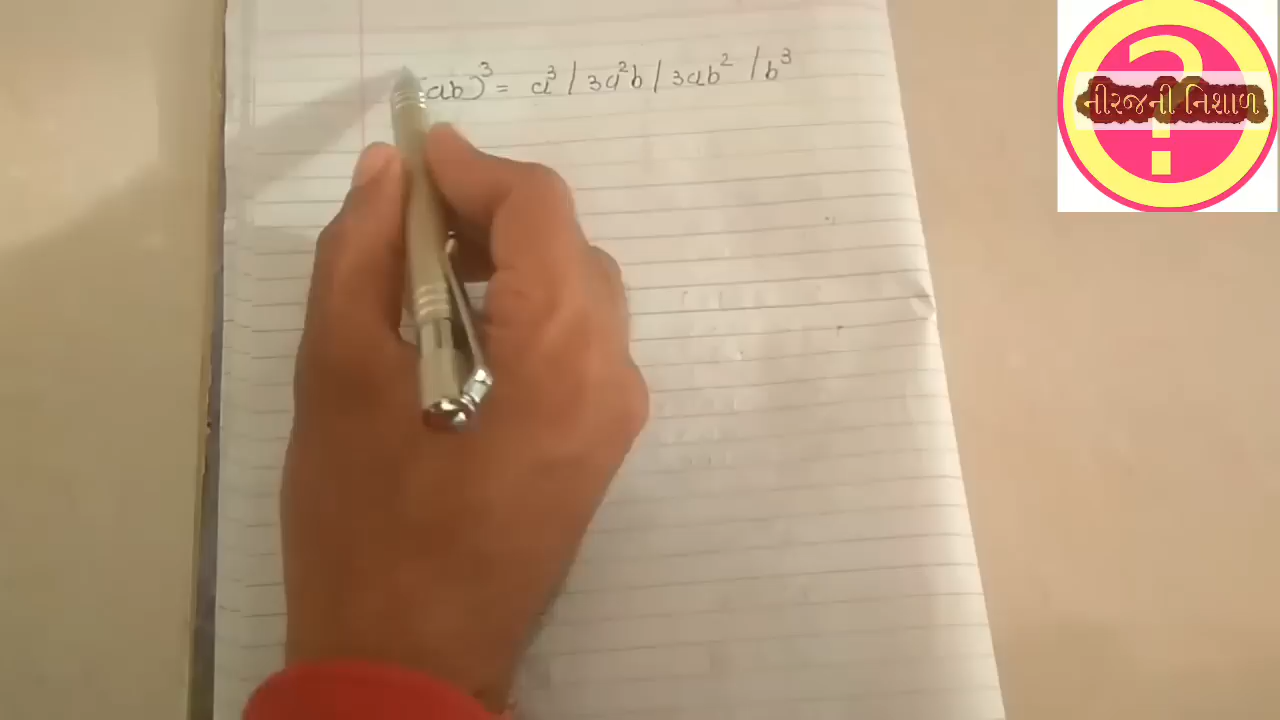 (ab)³ = a³ / 3a²b / 3ab² / b³
નીરજની નિશાળ
?